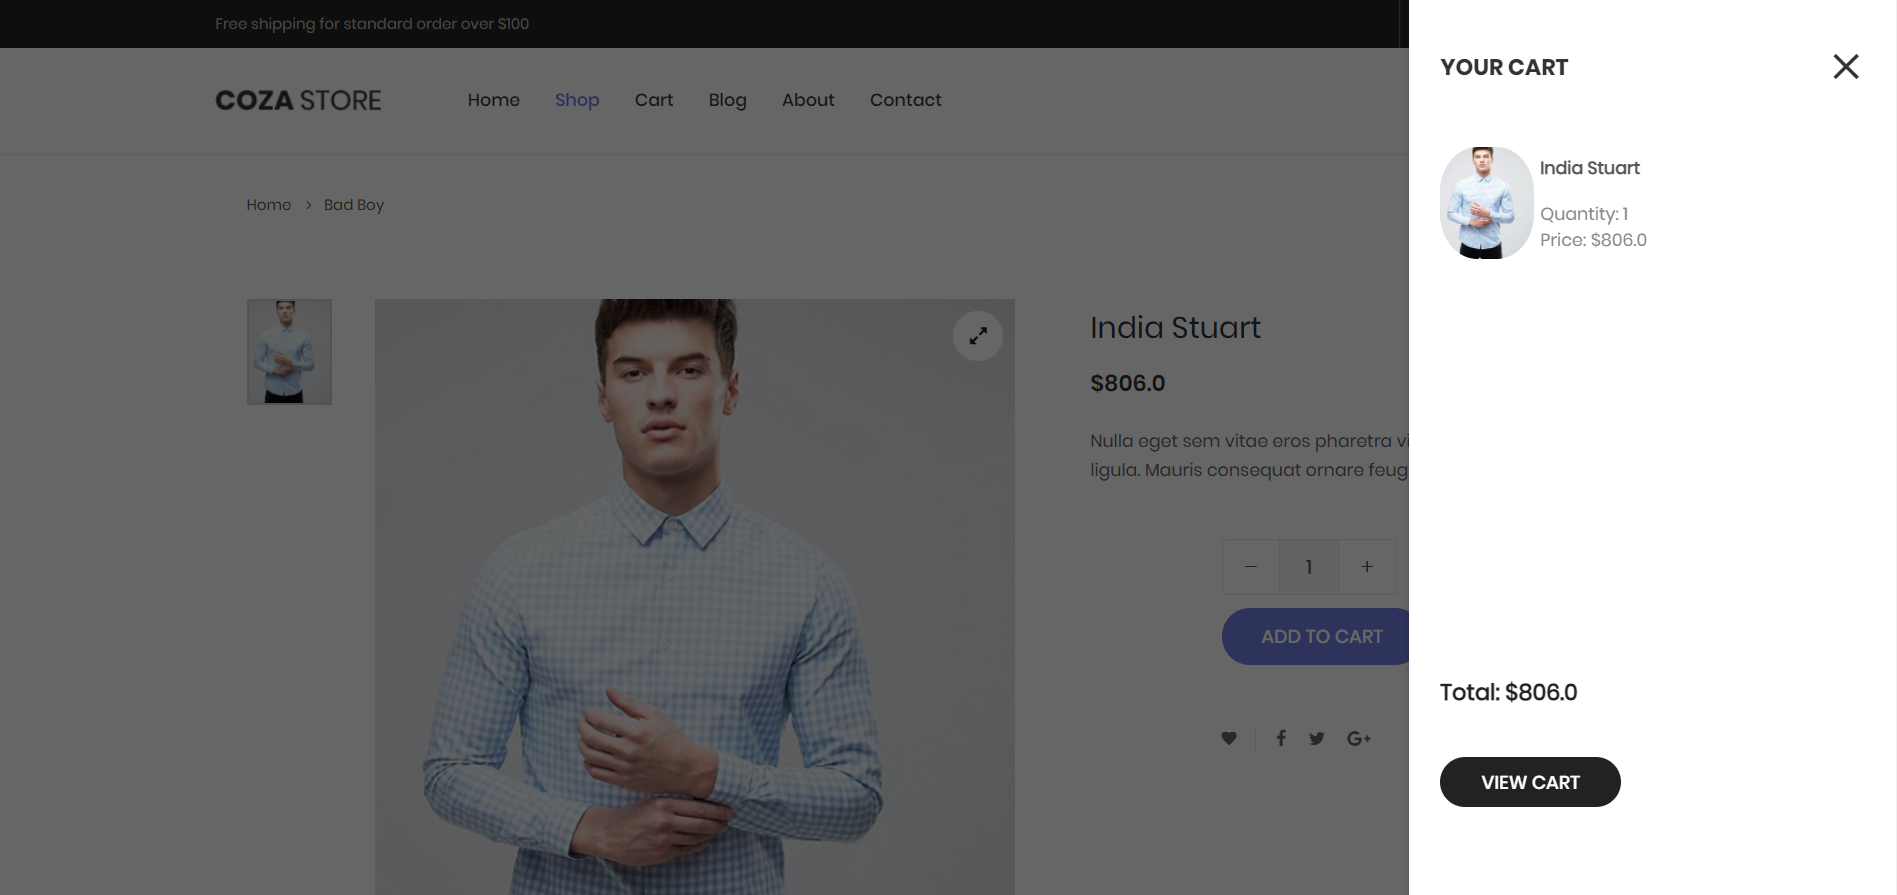 Free shipping for standard order over $100
COZA STORE
Home
Shop
Cart
Blog
About
Contact
Home > Bad Boy
India Stuart
$806.0
Nulla eget sem vitae eros pharetra
ligula. Mauris consequat ornare
1
ADD TO CART
YOUR CART
India Stuart
Quantity: 1
Price: $806.0
Total: $806.0
VIEW CART